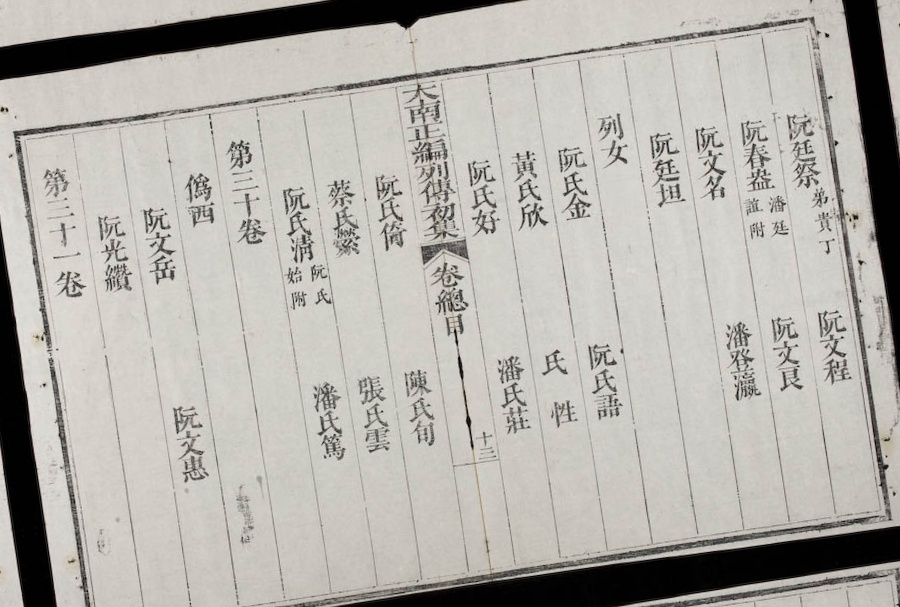 阮廷祭 弟貴丁 阮文程
阮春盎 潘廷誼附 阮文艮
阮文名 潘登瀛
阮廷坦
列女
阮氏金 阮氏語
黃氏欣 氏性
阮氏好 潘氏莊
大南正編列傳初集 卷總目 十三
阮氏倚 陳氏旬
蔡氏縈 張氏雲
阮氏清 阮氏始附 潘氏篤
第三十卷
僞西
阮文岳 阮文惠
阮光纘
第三十一卷